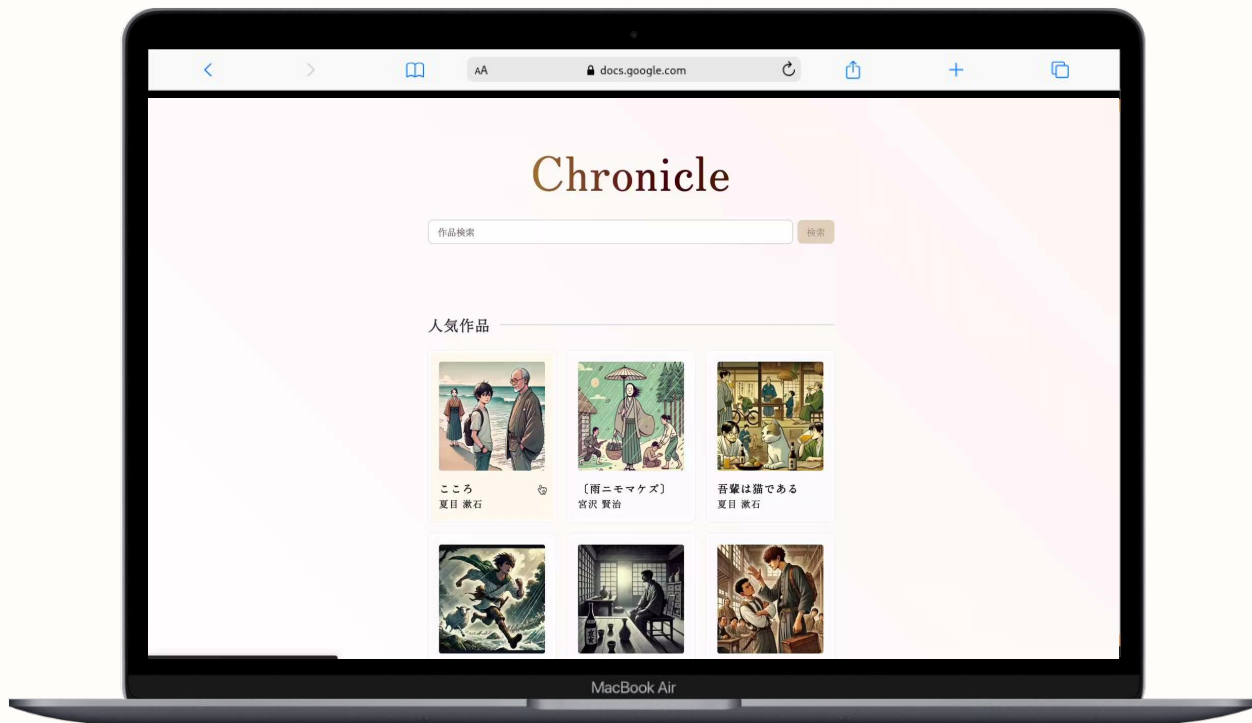 AA
docs.google.com
Chronicle
作品検索
検索
人気作品
こころ
夏目 漱石
〔雨ニモマケズ〕
宮沢 賢治
吾輩は猫である
夏目 漱石
MacBook Air